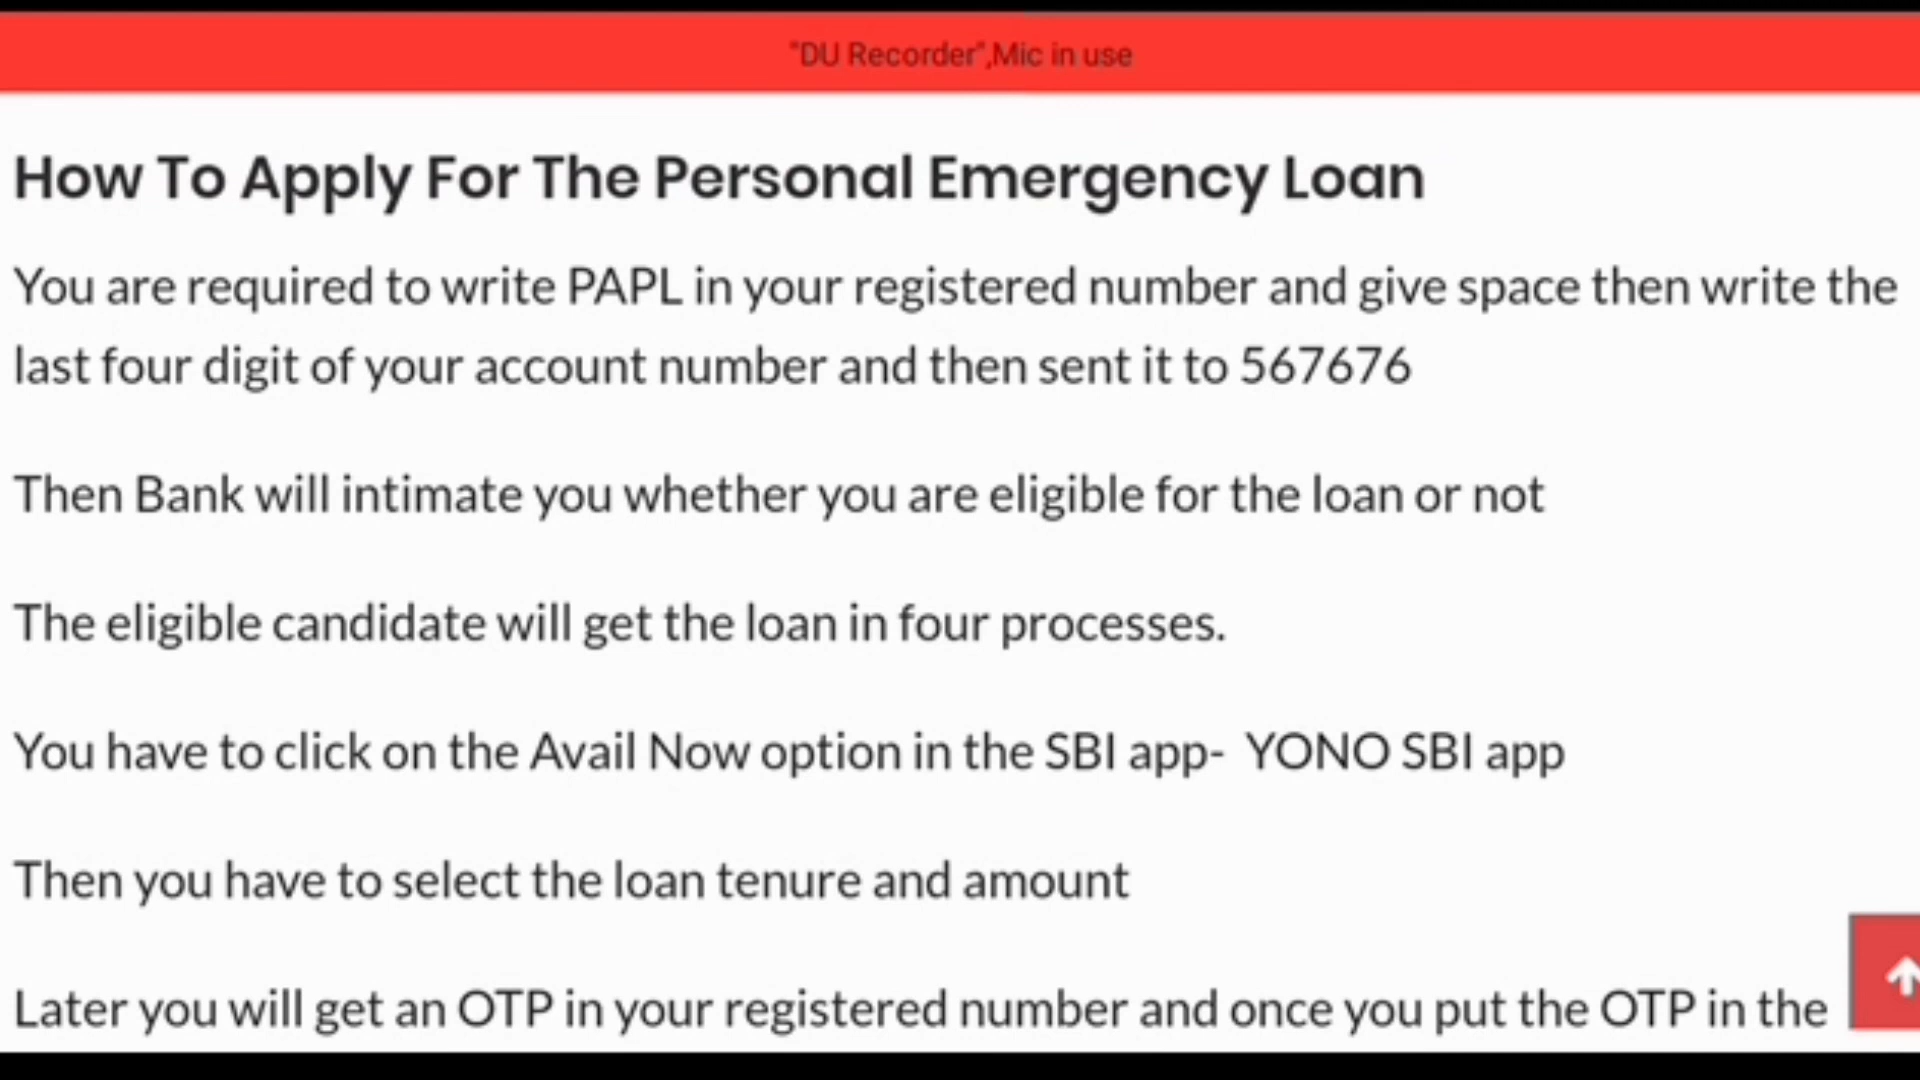 "DU Recorder",Mic in use
How To Apply For The Personal Emergency Loan
You are required to write PAPL in your registered number and give space then write the
last four digit of your account number and then sent it to 567676
Then Bank will intimate you whether you are eligible for the loan or not
The eligible candidate will get the loan in four processes.
You have to click on the Avail Now option in the SBI app- YONO SBI app
Then you have to select the loan tenure and amount
Later you will get an OTP in your registered number and once you put the OTP in the